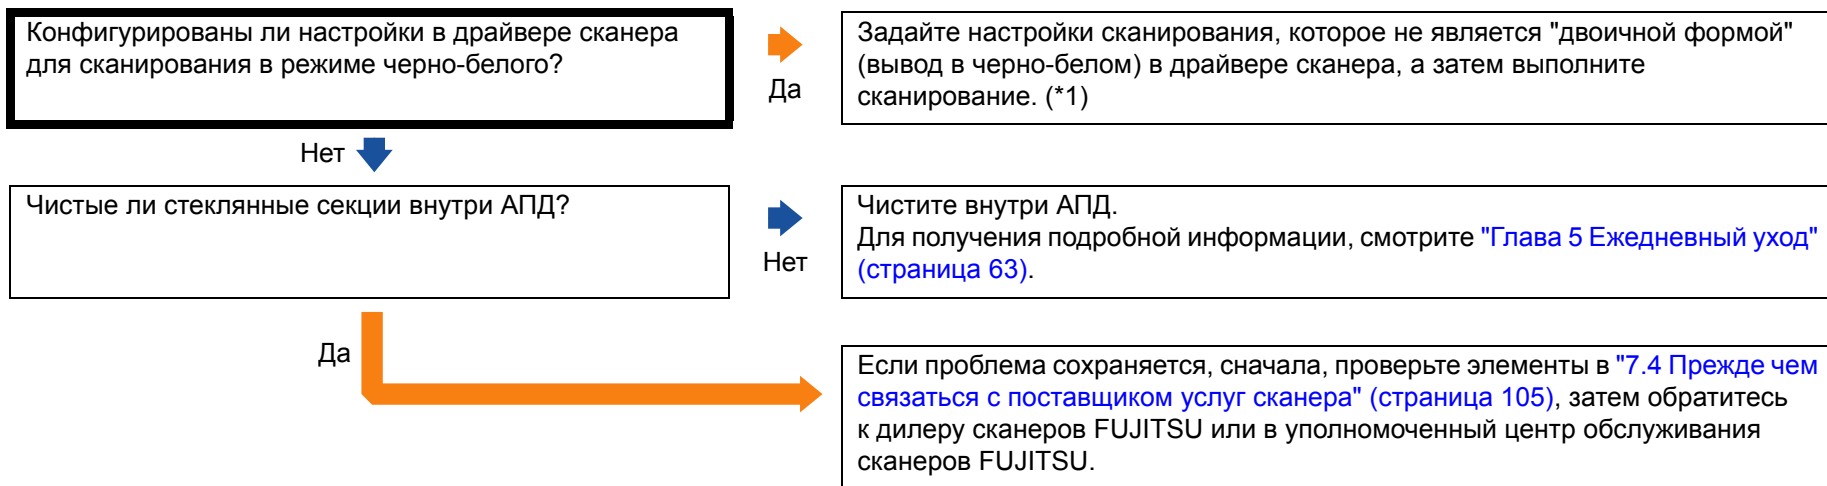 Конфигурированы ли настройки в драйвере сканера
для сканирования в режиме черно-белого?
Да
Задайте настройки сканирования, которое не является "двоичной формой"
(вывод в черно-белом) в драйвере сканера, а затем выполните
сканирование. (*1)
Нет
Чистые ли стеклянные секции внутри АПД?
Нет
Чистите внутри АПД.
Для получения подробной информации, смотрите "Глава 5 Ежедневный уход"
(страница 63).
Да
Если проблема сохраняется, сначала, проверьте элементы в "7.4 Прежде чем
связаться с поставщиком услуг сканера" (страница 105), затем обратитесь
к дилеру сканеров FUJITSU или в уполномоченный центр обслуживания
сканеров FUJITSU.